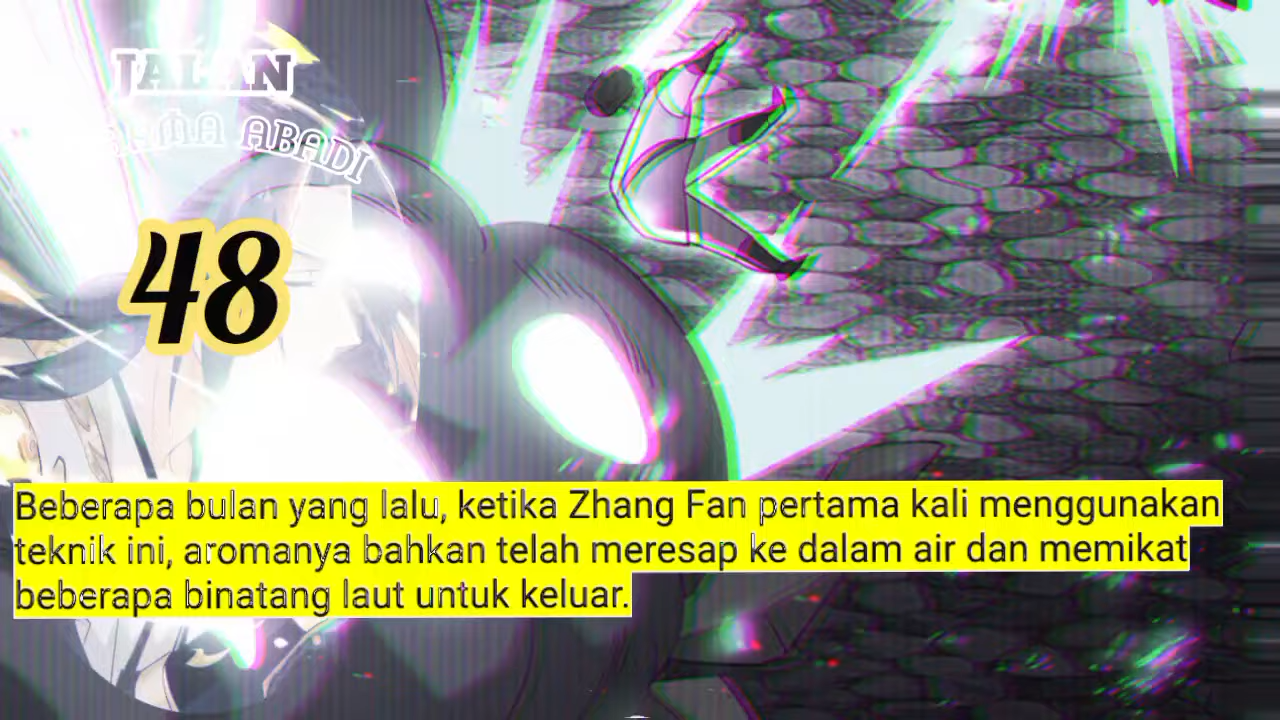 JALAN
ABADI
48
Beberapa bulan yang lalu, ketika Zhang Fan pertama kali menggunakan
teknik ini, aromanya bahkan telah meresap ke dalam air dan memikat
beberapa binatang laut untuk keluar.